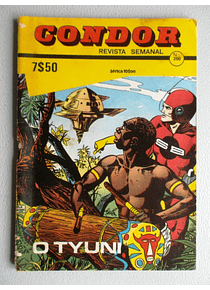 CONDOR
REVISTA SEMANAL
7$50
O TYUNI